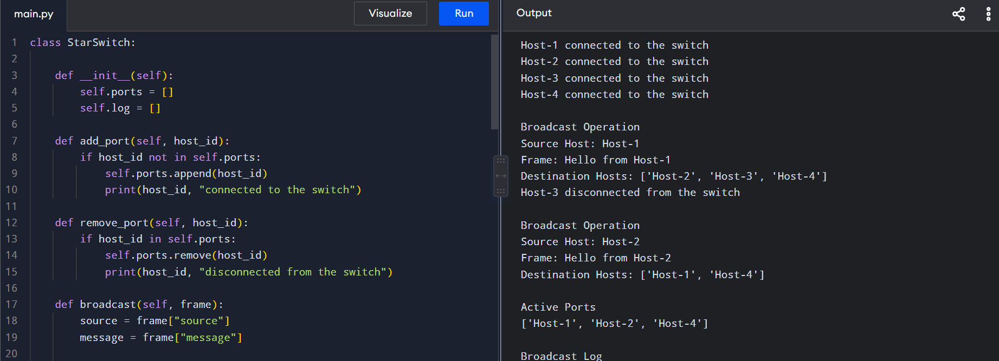 main.py
Visualize
Run
1 class StarSwitch:
2
3 def __init__(self):
4 self.ports = []
5 self.log = []
6
7 def add_port(self, host_id):
8 if host_id not in self.ports:
9 self.ports.append(host_id)
10 print(host_id, "connected to the switch")
11
12 def remove_port(self, host_id):
13 if host_id in self.ports:
14 self.ports.remove(host_id)
15 print(host_id, "disconnected from the switch")
16
17 def broadcast(self, frame):
18 source = frame["source"]
19 message = frame["message"]
20
Output
Host-1 connected to the switch
Host-2 connected to the switch
Host-3 connected to the switch
Host-4 connected to the switch
Broadcast Operation
Source Host: Host-1
Frame: Hello from Host-1
Destination Hosts: ['Host-2', 'Host-3', 'Host-4']
Host-3 disconnected from the switch
Broadcast Operation
Source Host: Host-2
Frame: Hello from Host-2
Destination Hosts: ['Host-1', 'Host-4']
Active Ports
['Host-1', 'Host-2', 'Host-4']
Broadcast Log